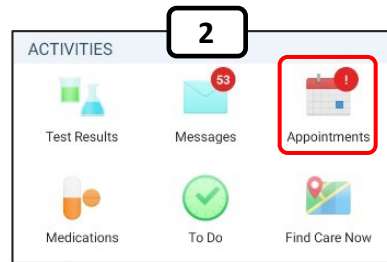 2
ACTIVITIES
53
!
Test Results Messages Appointments
Medications To Do Find Care Now